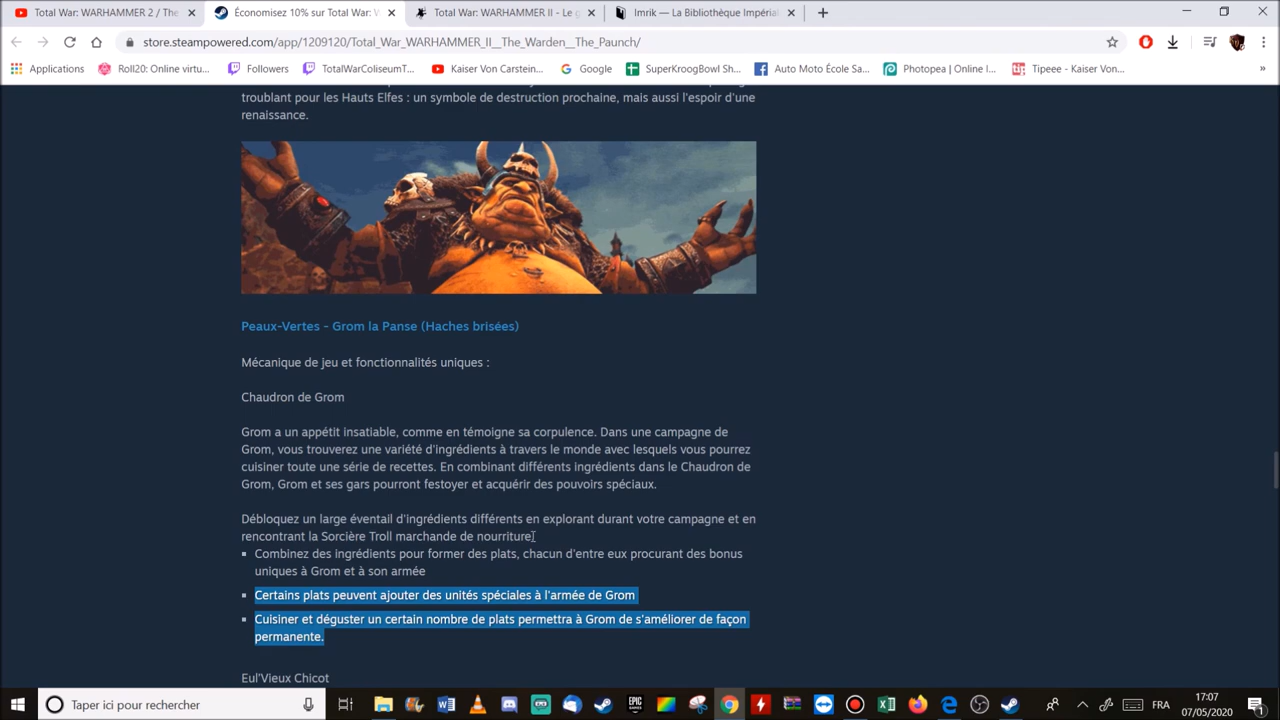 Total War: WARHAMMER 2 / The
Économisez 10% sur Total War: W
Total War: WARHAMMER II - Le g
Imrik — La Bibliothèque Impérial
store.steampowered.com/app/1209120/Total_War_WARHAMMER_II__The_Warden__The_Paunch/
Applications
Roll20: Online virtu...
Followers
TotalWarColiseumT...
Kaiser Von Carstein...
Google
SuperKroogBowl Sh...
Auto Moto École Sa...
Photopea | Online I...
Tipeee - Kaiser Von...
troublant pour les Hauts Elfes : un symbole de destruction prochaine, mais aussi l'espoir d'une
renaissance.
Peaux-Vertes - Grom la Panse (Haches brisées)
Mécanique de jeu et fonctionnalités uniques :
Chaudron de Grom
Grom a un appétit insatiable, comme en témoigne sa corpulence. Dans une campagne de
Grom, vous trouverez une variété d'ingrédients à travers le monde avec lesquels vous pourrez
cuisiner toute une série de recettes. En combinant différents ingrédients dans le Chaudron de
Grom, Grom et ses gars pourront festoyer et acquérir des pouvoirs spéciaux.
Débloquez un large éventail d'ingrédients différents en explorant durant votre campagne et en
rencontrant la Sorcière Troll marchande de nourriture
Combinez des ingrédients pour former des plats, chacun d'entre eux procurant des bonus
uniques à Grom et à son armée
Certains plats peuvent ajouter des unités spéciales à l'armée de Grom
Cuisiner et déguster un certain nombre de plats permettra à Grom de s'améliorer de façon
permanente.
Eul'Vieux Chicot
Taper ici pour rechercher
EPIC
FRA
17:07
07/05/2020